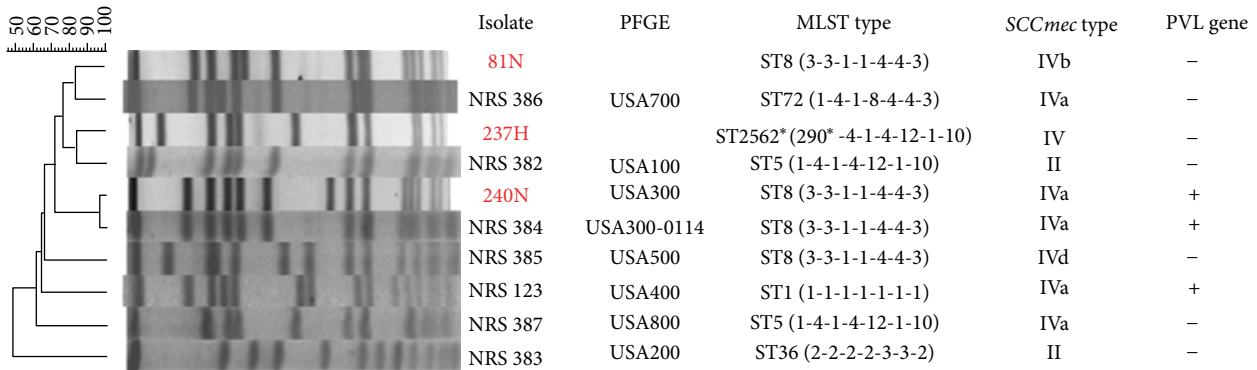 50 60 70 80 90 100
Isolate PFGE MLST type SCCmec type PVL gene
81N ST8 (3-3-1-1-4-4-3) IVb −
NRS 386 USA700 ST72 (1-4-1-8-4-4-3) IVa −
237H ST2562* (290* -4-1-4-12-1-10) IV −
NRS 382 USA100 ST5 (1-4-1-4-12-1-10) II −
240N USA300 ST8 (3-3-1-1-4-4-3) IVa +
NRS 384 USA300-0114 ST8 (3-3-1-1-4-4-3) IVa +
NRS 385 USA500 ST8 (3-3-1-1-4-4-3) IVd −
NRS 123 USA400 ST1 (1-1-1-1-1-1-1) IVa +
NRS 387 USA800 ST5 (1-4-1-4-12-1-10) IVa −
NRS 383 USA200 ST36 (2-2-2-2-3-3-2) II −